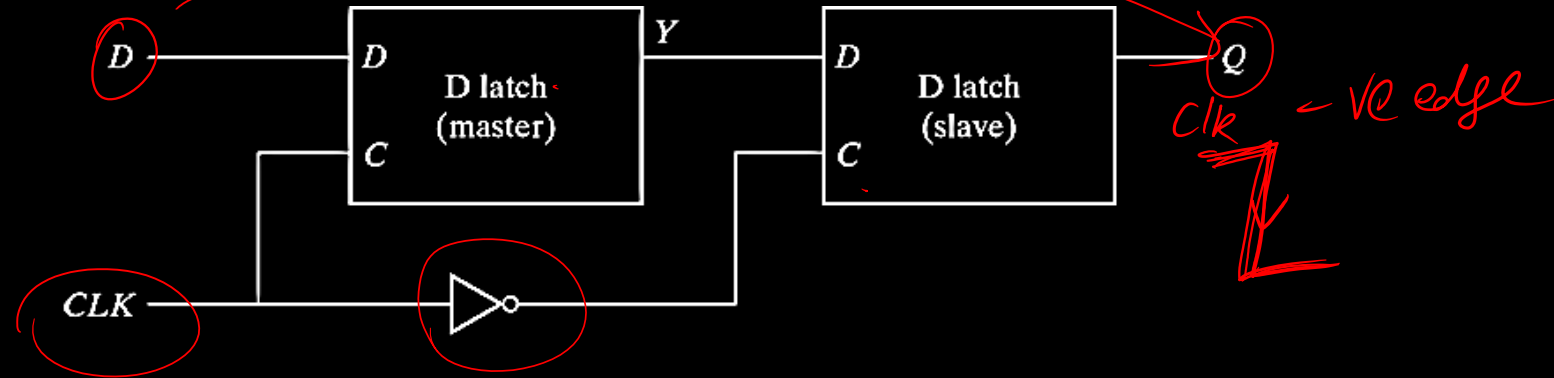 D
D
D latch
(master)
C
Y
D
D latch
(slave)
C
Q
Clk -ve edge
CLK